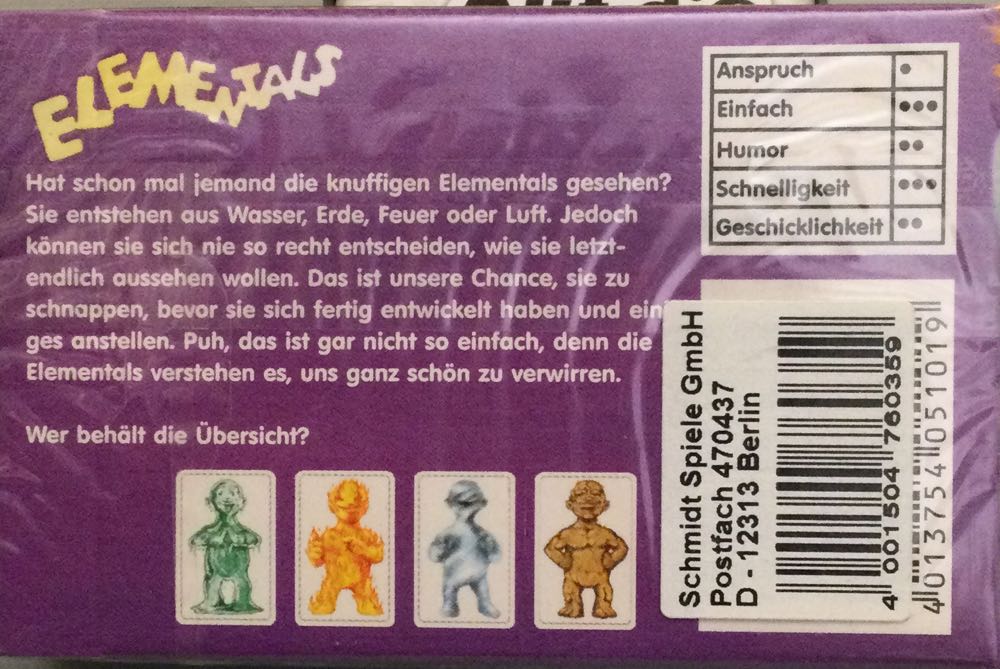 ELEMENTALS
Hat schon mal jemand die knuffigen Elementals gesehen?
Sie entstehen aus Wasser, Erde, Feuer oder Luft. Jedoch
können sie sich nie so recht entscheiden, wie sie letzt-
endlich aussehen wollen. Das ist unsere Chance, sie zu
schnappen, bevor sie sich fertig entwickelt haben und ein
ges anstellen. Puh, das ist gar nicht so einfach, denn die
Elementals verstehen es, uns ganz schön zu verwirren.
Wer behält die Übersicht?
Anspruch •
Einfach •••
Humor ••
Schnelligkeit •••
Geschicklichkeit ••
Schmidt Spiele GmbH
Postfach 470437
D - 12313 Berlin
4 001504 760359
4 013754 051019